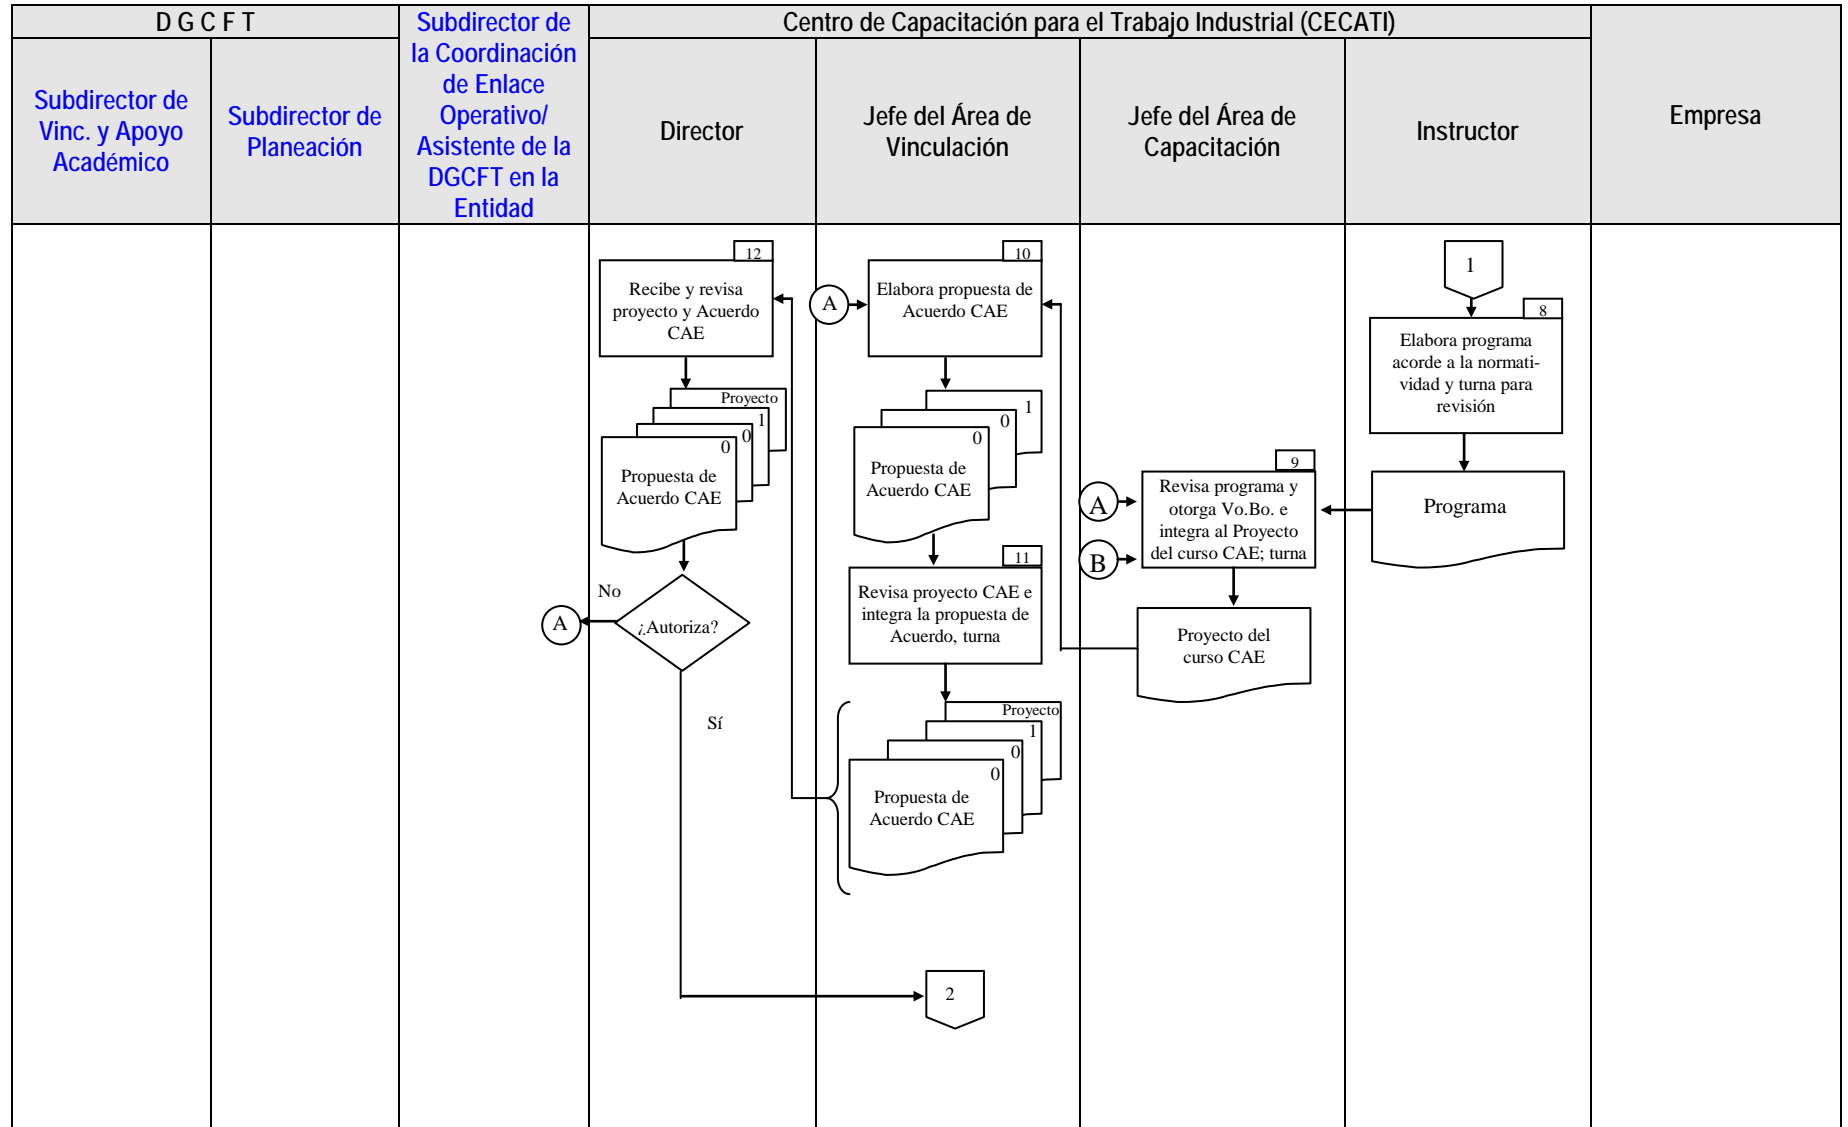 D G C F T
Subdirector de
la Coordinación
de Enlace
Operativo/
Asistente de la
DGCFT en la
Entidad
Centro de Capacitación para el Trabajo Industrial (CECATI)
Empresa
Subdirector de
Vinc. y Apoyo
Académico
Subdirector de
Planeación
Director
Jefe del Área de
Vinculación
Jefe del Área de
Capacitación
Instructor
12
Recibe y revisa
proyecto y Acuerdo
CAE
Proyecto
1
0
0
Propuesta de
Acuerdo CAE
No
A
¿Autoriza?
Sí
10
A
Elabora propuesta de
Acuerdo CAE
1
0
0
Propuesta de
Acuerdo CAE
11
Revisa proyecto CAE e
integra la propuesta de
Acuerdo, turna
Proyecto
1
0
0
Propuesta de
Acuerdo CAE
2
9
A
B
Revisa programa y
otorga Vo.Bo. e
integra al Proyecto
del curso CAE; turna
Proyecto del
curso CAE
1
8
Elabora programa
acorde a la normati-
vidad y turna para
revisión
Programa